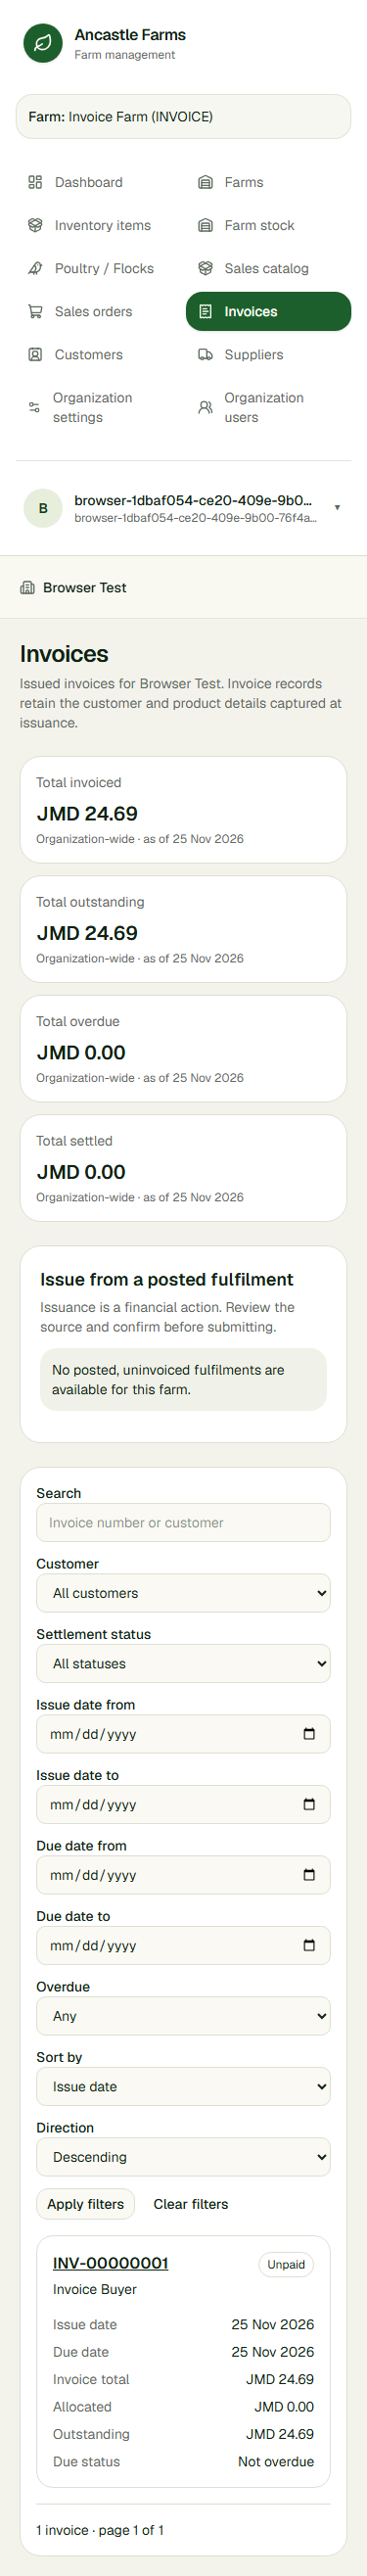 Ancastle Farms
Farm management
Farm: Invoice Farm (INVOICE)
Dashboard
Farms
Inventory items
Farm stock
Poultry / Flocks
Sales catalog
Sales orders
Invoices
Customers
Suppliers
Organization
settings
Organization
users
B
browser-1dbaf054-ce20-409e-9b0...
browser-1dbaf054-ce20-409e-9b00-76f4a...
Browser Test
Invoices
Issued invoices for Browser Test. Invoice records
retain the customer and product details captured at
issuance.
Total invoiced
JMD 24.69
Organization-wide · as of 25 Nov 2026
Total outstanding
JMD 24.69
Organization-wide · as of 25 Nov 2026
Total overdue
JMD 0.00
Organization-wide · as of 25 Nov 2026
Total settled
JMD 0.00
Organization-wide · as of 25 Nov 2026
Issue from a posted fulfilment
Issuance is a financial action. Review the
source and confirm before submitting.
No posted, uninvoiced fulfilments are
available for this farm.
Search
Invoice number or customer
Customer
All customers
Settlement status
All statuses
Issue date from
mm/dd/yyyy
Issue date to
mm/dd/yyyy
Due date from
mm/dd/yyyy
Due date to
mm/dd/yyyy
Overdue
Any
Sort by
Issue date
Direction
Descending
Apply filters
Clear filters
INV-00000001
Unpaid
Invoice Buyer
Issue date 25 Nov 2026
Due date 25 Nov 2026
Invoice total JMD 24.69
Allocated JMD 0.00
Outstanding JMD 24.69
Due status Not overdue
1 invoice · page 1 of 1